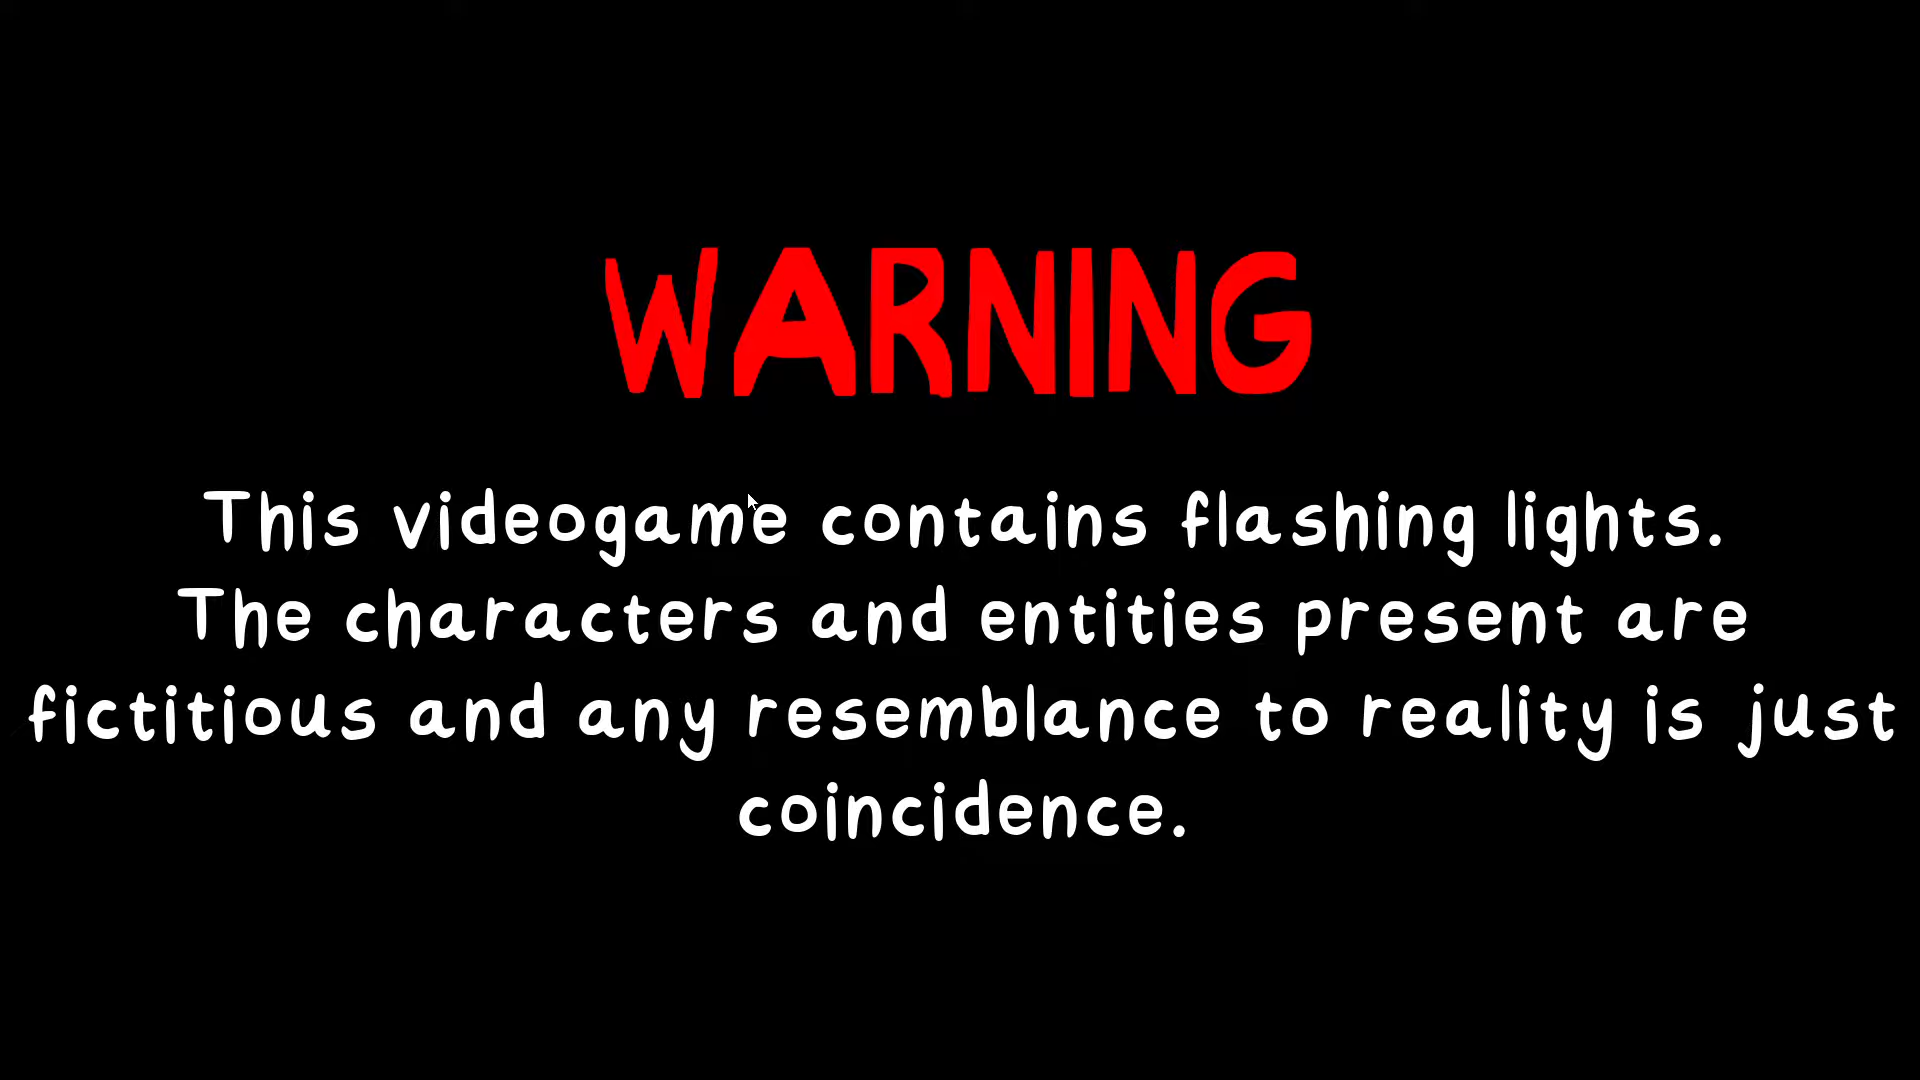 WARNING
This videogame contains flashing lights.
The characters and entities present are
fictitious and any resemblance to reality is just
coincidence.